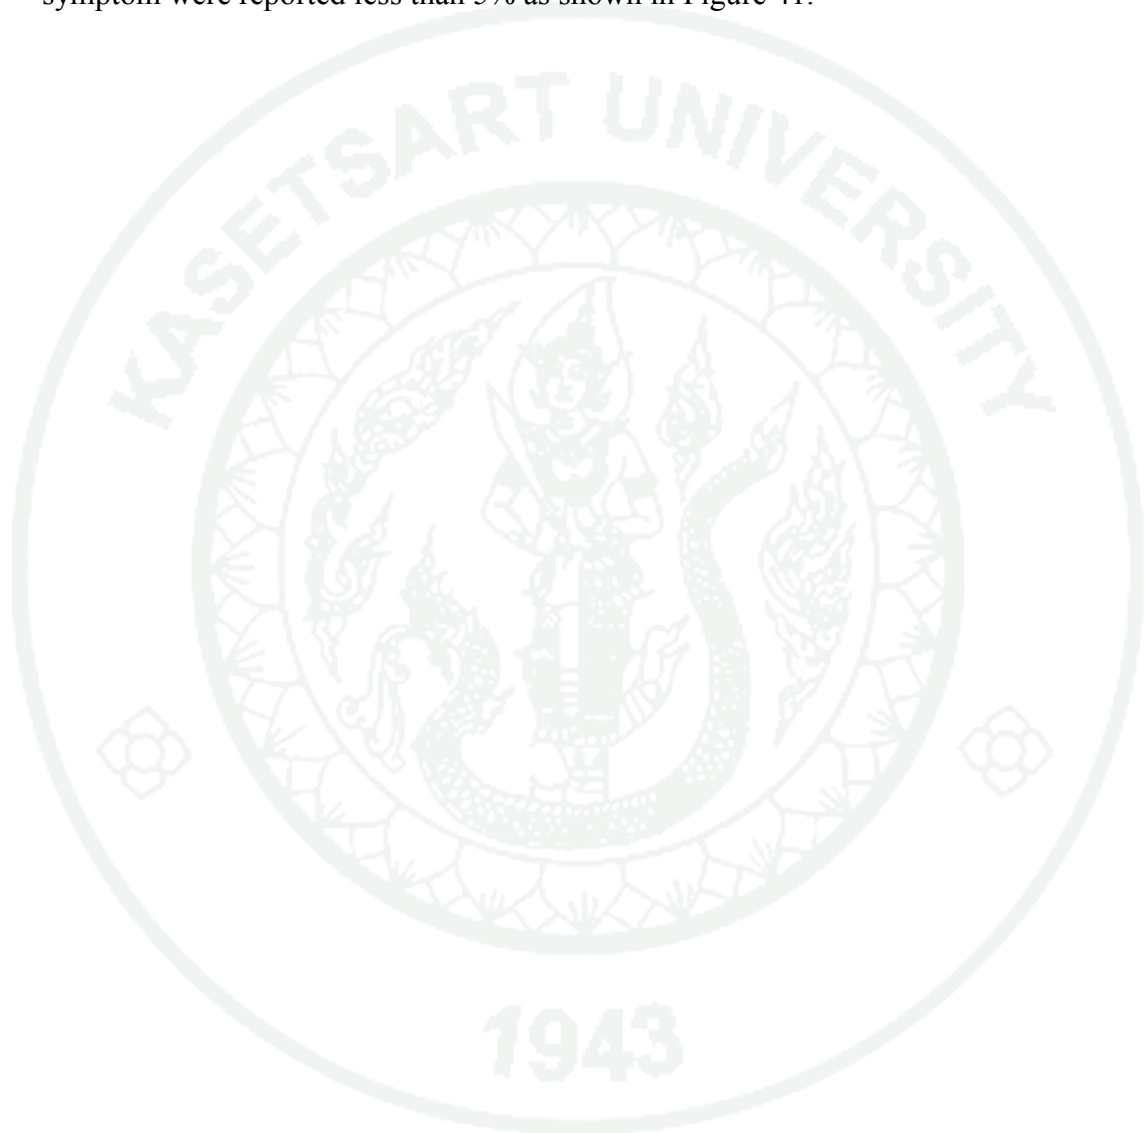 symptom were reported less than 5% as shown in Figure 41.
KASETSART UNIVERSITY
1943